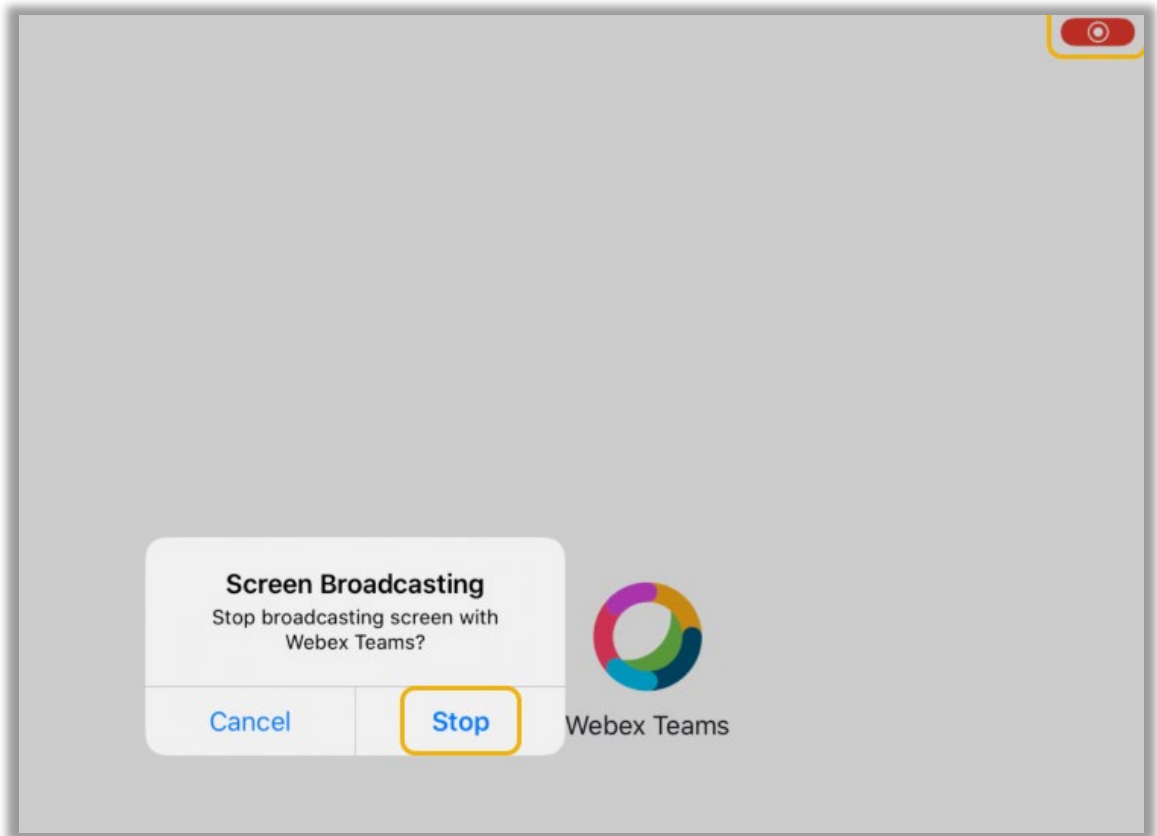 Screen Broadcasting
Stop broadcasting screen with
Webex Teams?
Cancel
Stop
Webex Teams